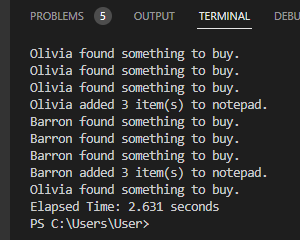 PROBLEMS 5 OUTPUT TERMINAL DEBU
Olivia found something to buy.
Olivia found something to buy.
Olivia found something to buy.
Olivia added 3 item(s) to notepad.
Barron found something to buy.
Barron found something to buy.
Barron found something to buy.
Barron added 3 item(s) to notepad.
Olivia found something to buy.
Elapsed Time: 2.631 seconds
PS C:\Users\User>